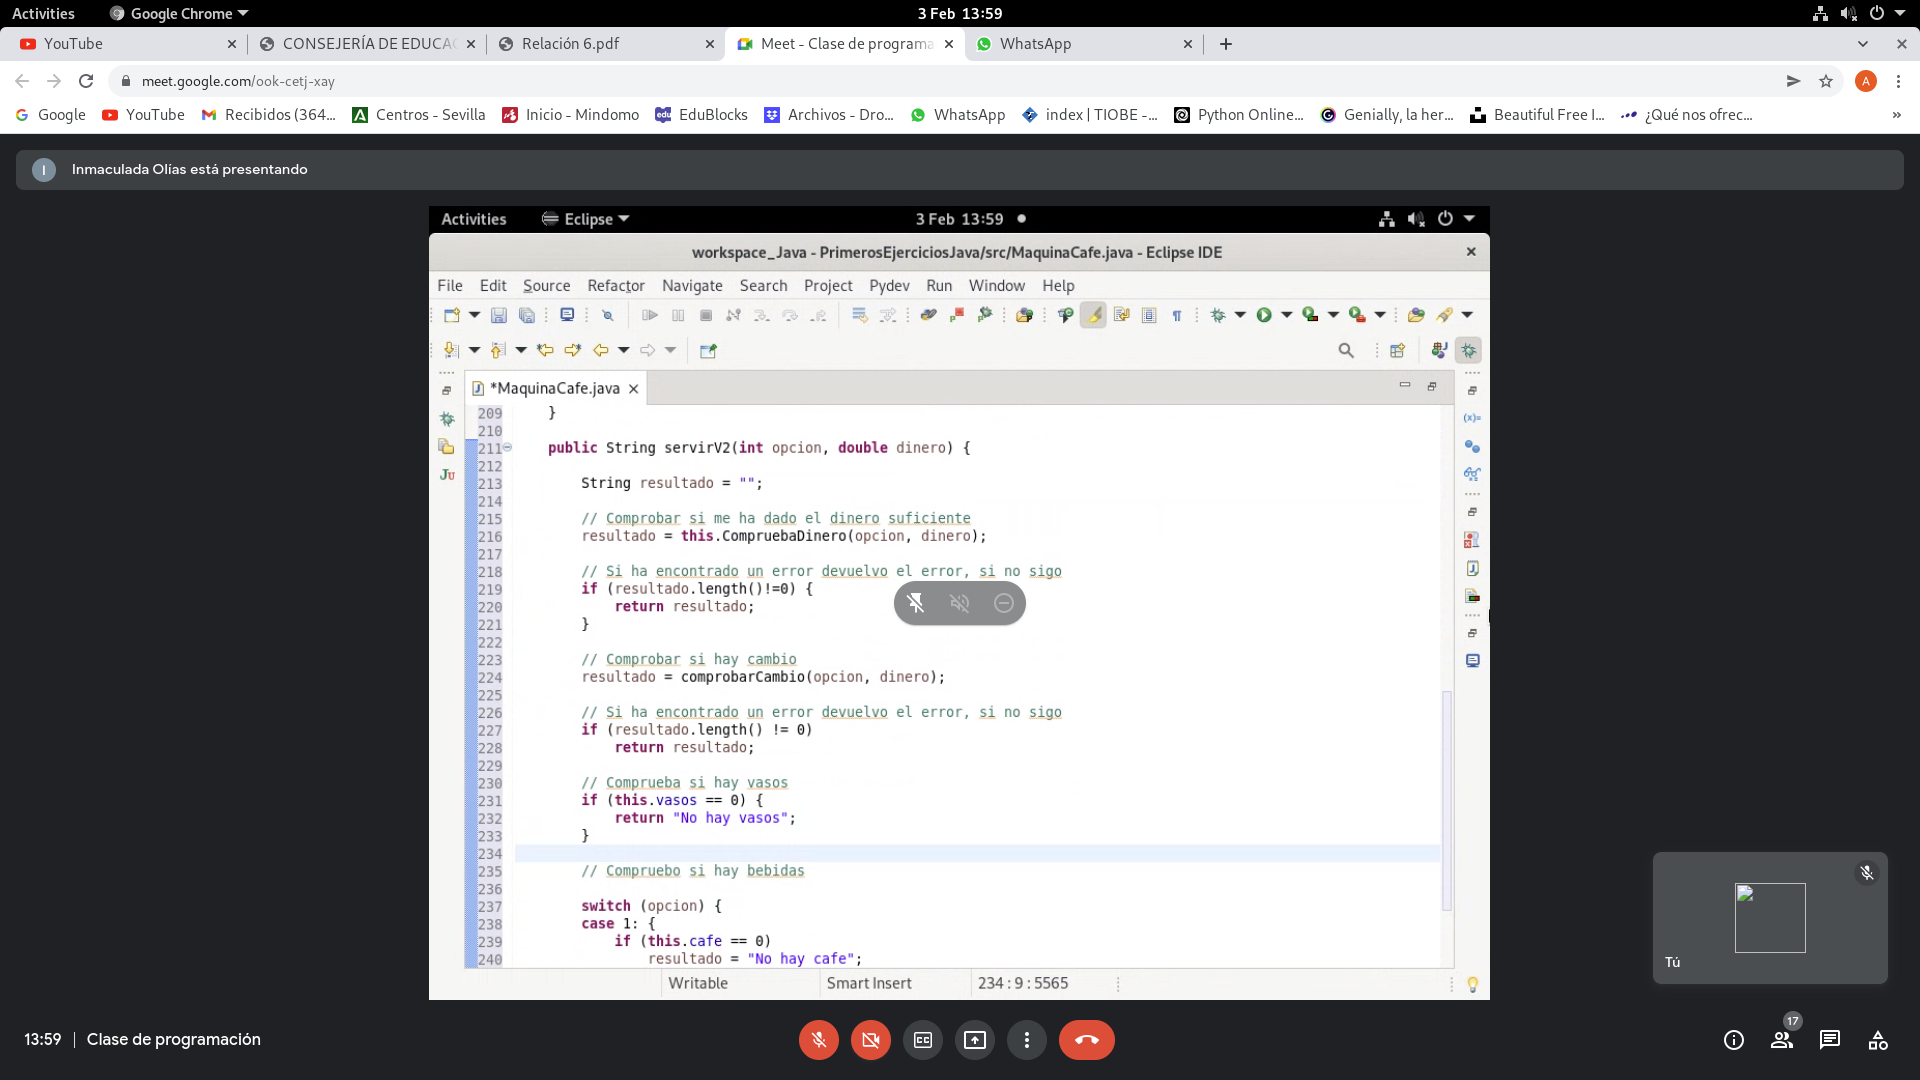 Activities Google Chrome 3 Feb 13:59
YouTube CONSEJERÍA DE EDUCA Relación 6.pdf Meet - Clase de programa WhatsApp
meet.google.com/ook-cetj-xay A
Google YouTube Recibidos (364... Centros - Sevilla Inicio - Mindomo EduBlocks Archivos - Dro... WhatsApp index | TIOBE -... Python Online... Genially, la her... Beautiful Free I... ¿Qué nos ofrec... »
I Inmaculada Olías está presentando
Activities Eclipse 3 Feb 13:59
workspace_Java - PrimerosEjerciciosJava/src/MaquinaCafe.java - Eclipse IDE
File Edit Source Refactor Navigate Search Project Pydev Run Window Help
*MaquinaCafe.java
209 }
210
211 public String servirV2(int opcion, double dinero) {
212
213 String resultado = "";
214
215 // Comprobar si me ha dado el dinero suficiente
216 resultado = this.CompruebaDinero(opcion, dinero);
217
218 // Si ha encontrado un error devuelvo el error, si no sigo
219 if (resultado.length()!=0) {
220 return resultado;
221 }
222
223 // Comprobar si hay cambio
224 resultado = comprobarCambio(opcion, dinero);
225
226 // Si ha encontrado un error devuelvo el error, si no sigo
227 if (resultado.length() != 0)
228 return resultado;
229
230 // Comprueba si hay vasos
231 if (this.vasos == 0) {
232 return "No hay vasos";
233 }
234
235 // Compruebo si hay bebidas
236
237 switch (opcion) {
238 case 1: {
239 if (this.cafe == 0)
240 resultado = "No hay cafe";
Writable Smart Insert 234 : 9 : 5565
Tú
13:59 | Clase de programación 17